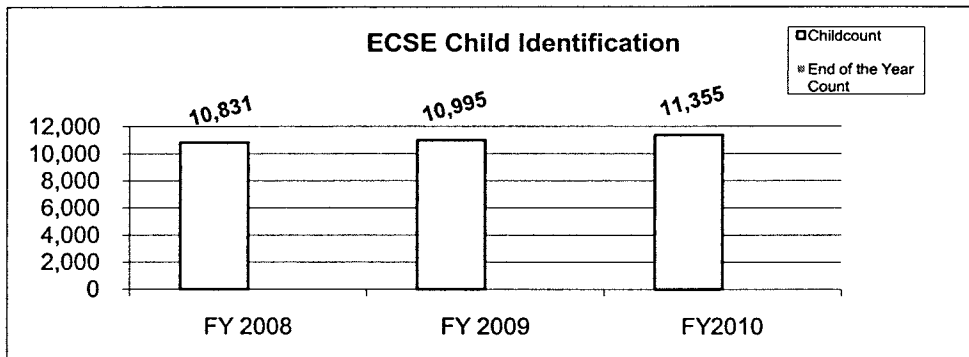 ECSE Child Identification
Childcount
End of the Year
Count
10,831
10,995
11,355
12,000
10,000
8,000
6,000
4,000
2,000
0
FY 2008
FY 2009
FY2010